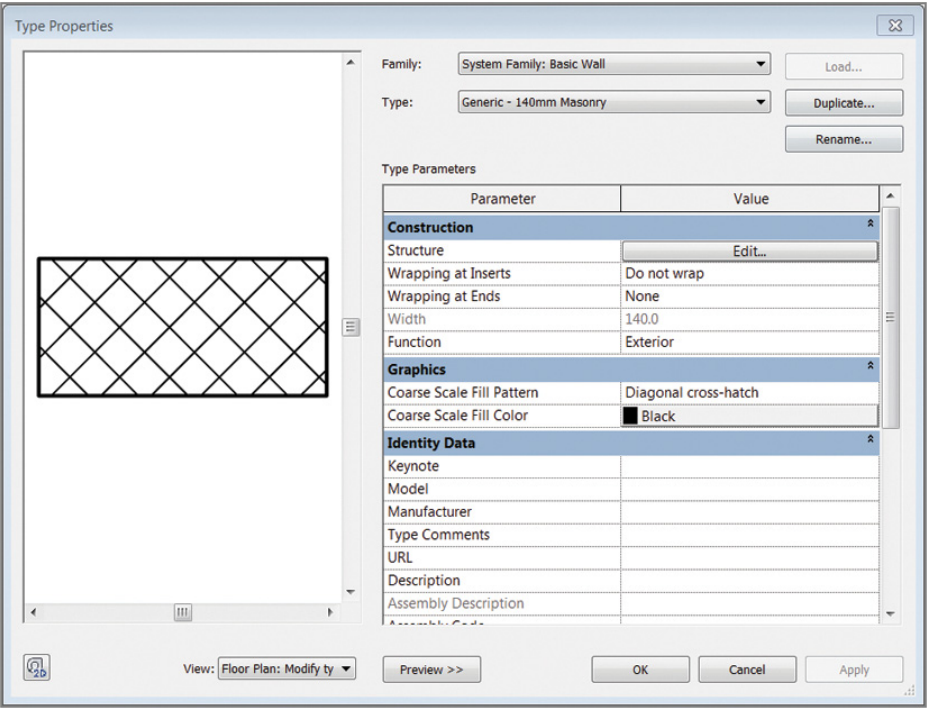 Type Properties
Family: System Family: Basic Wall Load...
Type: Generic - 140mm Masonry Duplicate...
Rename...
Type Parameters
Parameter Value
Construction
Structure Edit...
Wrapping at Inserts Do not wrap
Wrapping at Ends None
Width 140.0
Function Exterior
Graphics
Coarse Scale Fill Pattern Diagonal cross-hatch
Coarse Scale Fill Color Black
Identity Data
Keynote
Model
Manufacturer
Type Comments
URL
Description
Assembly Description
2D View: Floor Plan: Modify ty Preview >> OK Cancel Apply